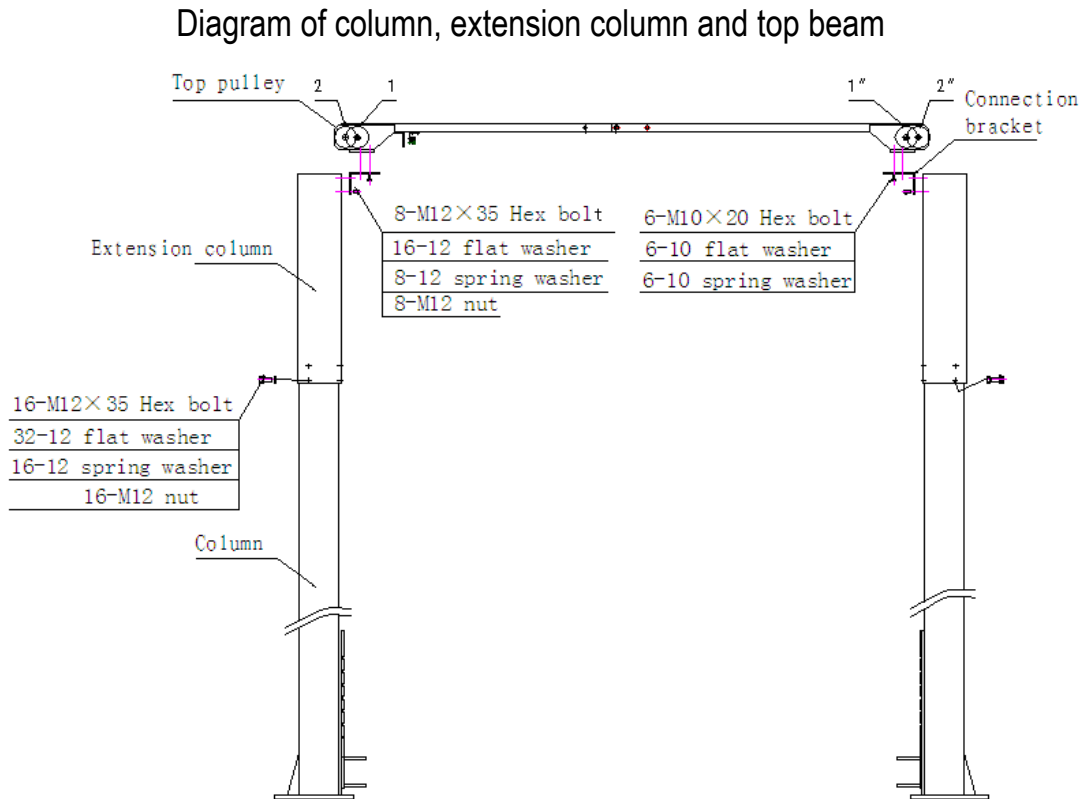 Diagram of column, extension column and top beam
Top pulley
2
1
1″
2″
Connection
bracket
8-M12×35 Hex bolt
16-12 flat washer
8-12 spring washer
8-M12 nut
6-M10×20 Hex bolt
6-10 flat washer
6-10 spring washer
Extension column
16-M12×35 Hex bolt
32-12 flat washer
16-12 spring washer
16-M12 nut
Column